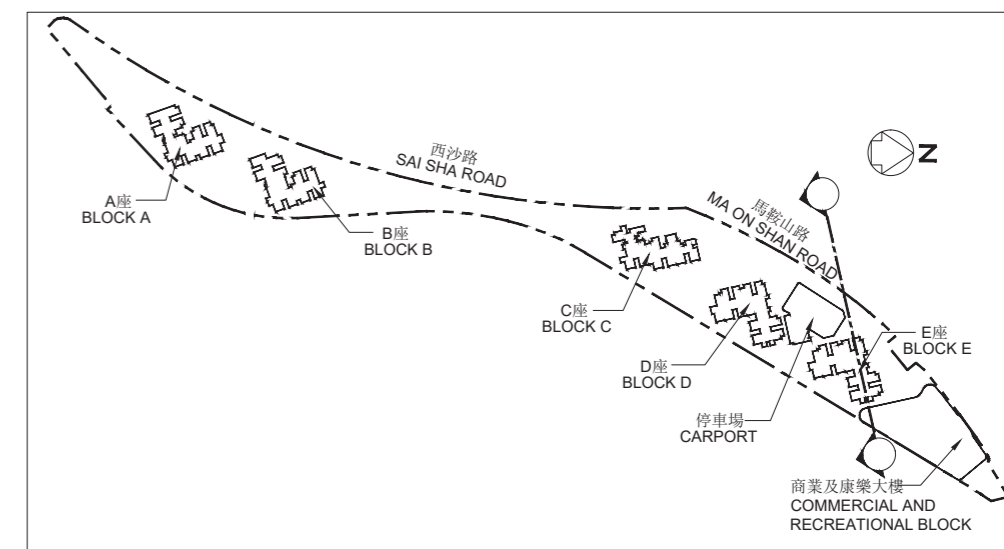 西沙路
SAI SHA ROAD
N
馬鞍山路
MA ON SHAN ROAD
A座
BLOCK A
B座
BLOCK B
C座
BLOCK C
D座
BLOCK D
E座
BLOCK E
停車場
CARPORT
商業及康樂大樓
COMMERCIAL AND
RECREATIONAL BLOCK